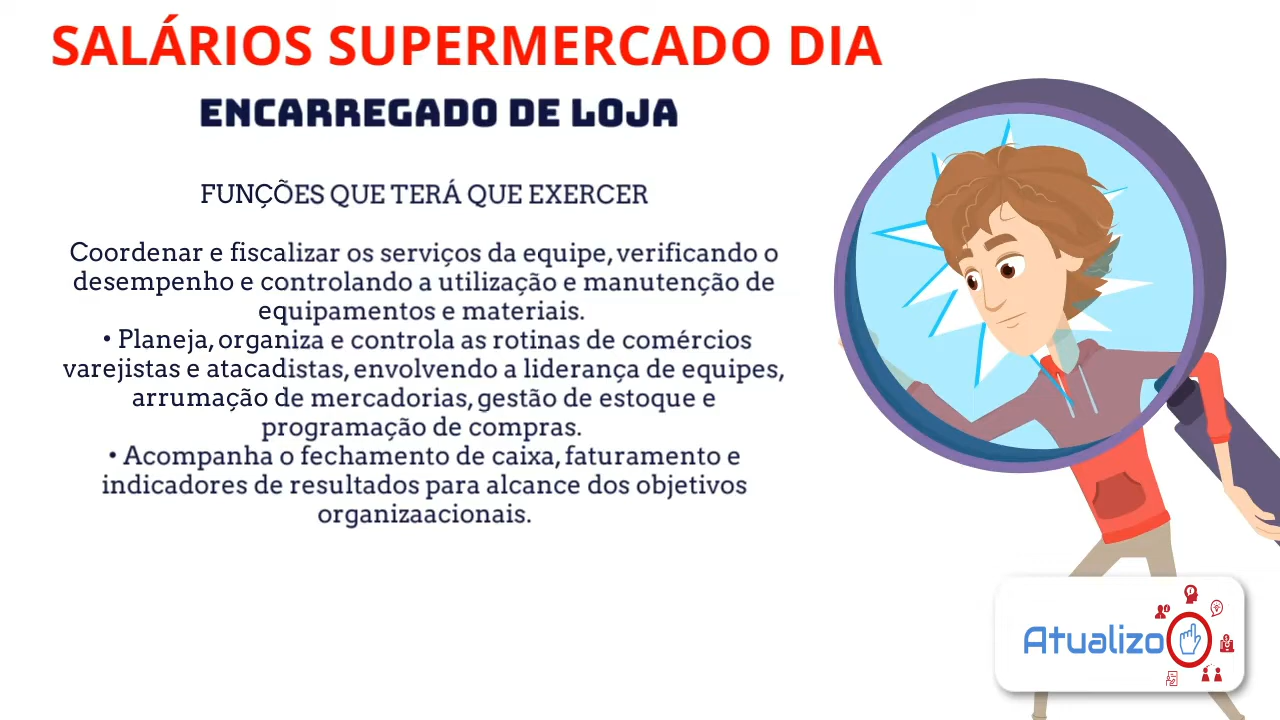 SALÁRIOS SUPERMERCADO DIA
ENCARREGADO DE LOJA
FUNÇÕES QUE TERÁ QUE EXERCER
Coordenar e fiscalizar os serviços da equipe, verificando o
desempenho e controlando a utilização e manutenção de
equipamentos e materiais.
• Planeja, organiza e controla as rotinas de comércios
varejistas e atacadistas, envolvendo a liderança de equipes,
arrumação de mercadorias, gestão de estoque e
programação de compras.
• Acompanha o fechamento de caixa, faturamento e
indicadores de resultados para alcance dos objetivos
organizaacionais.
Atualizo